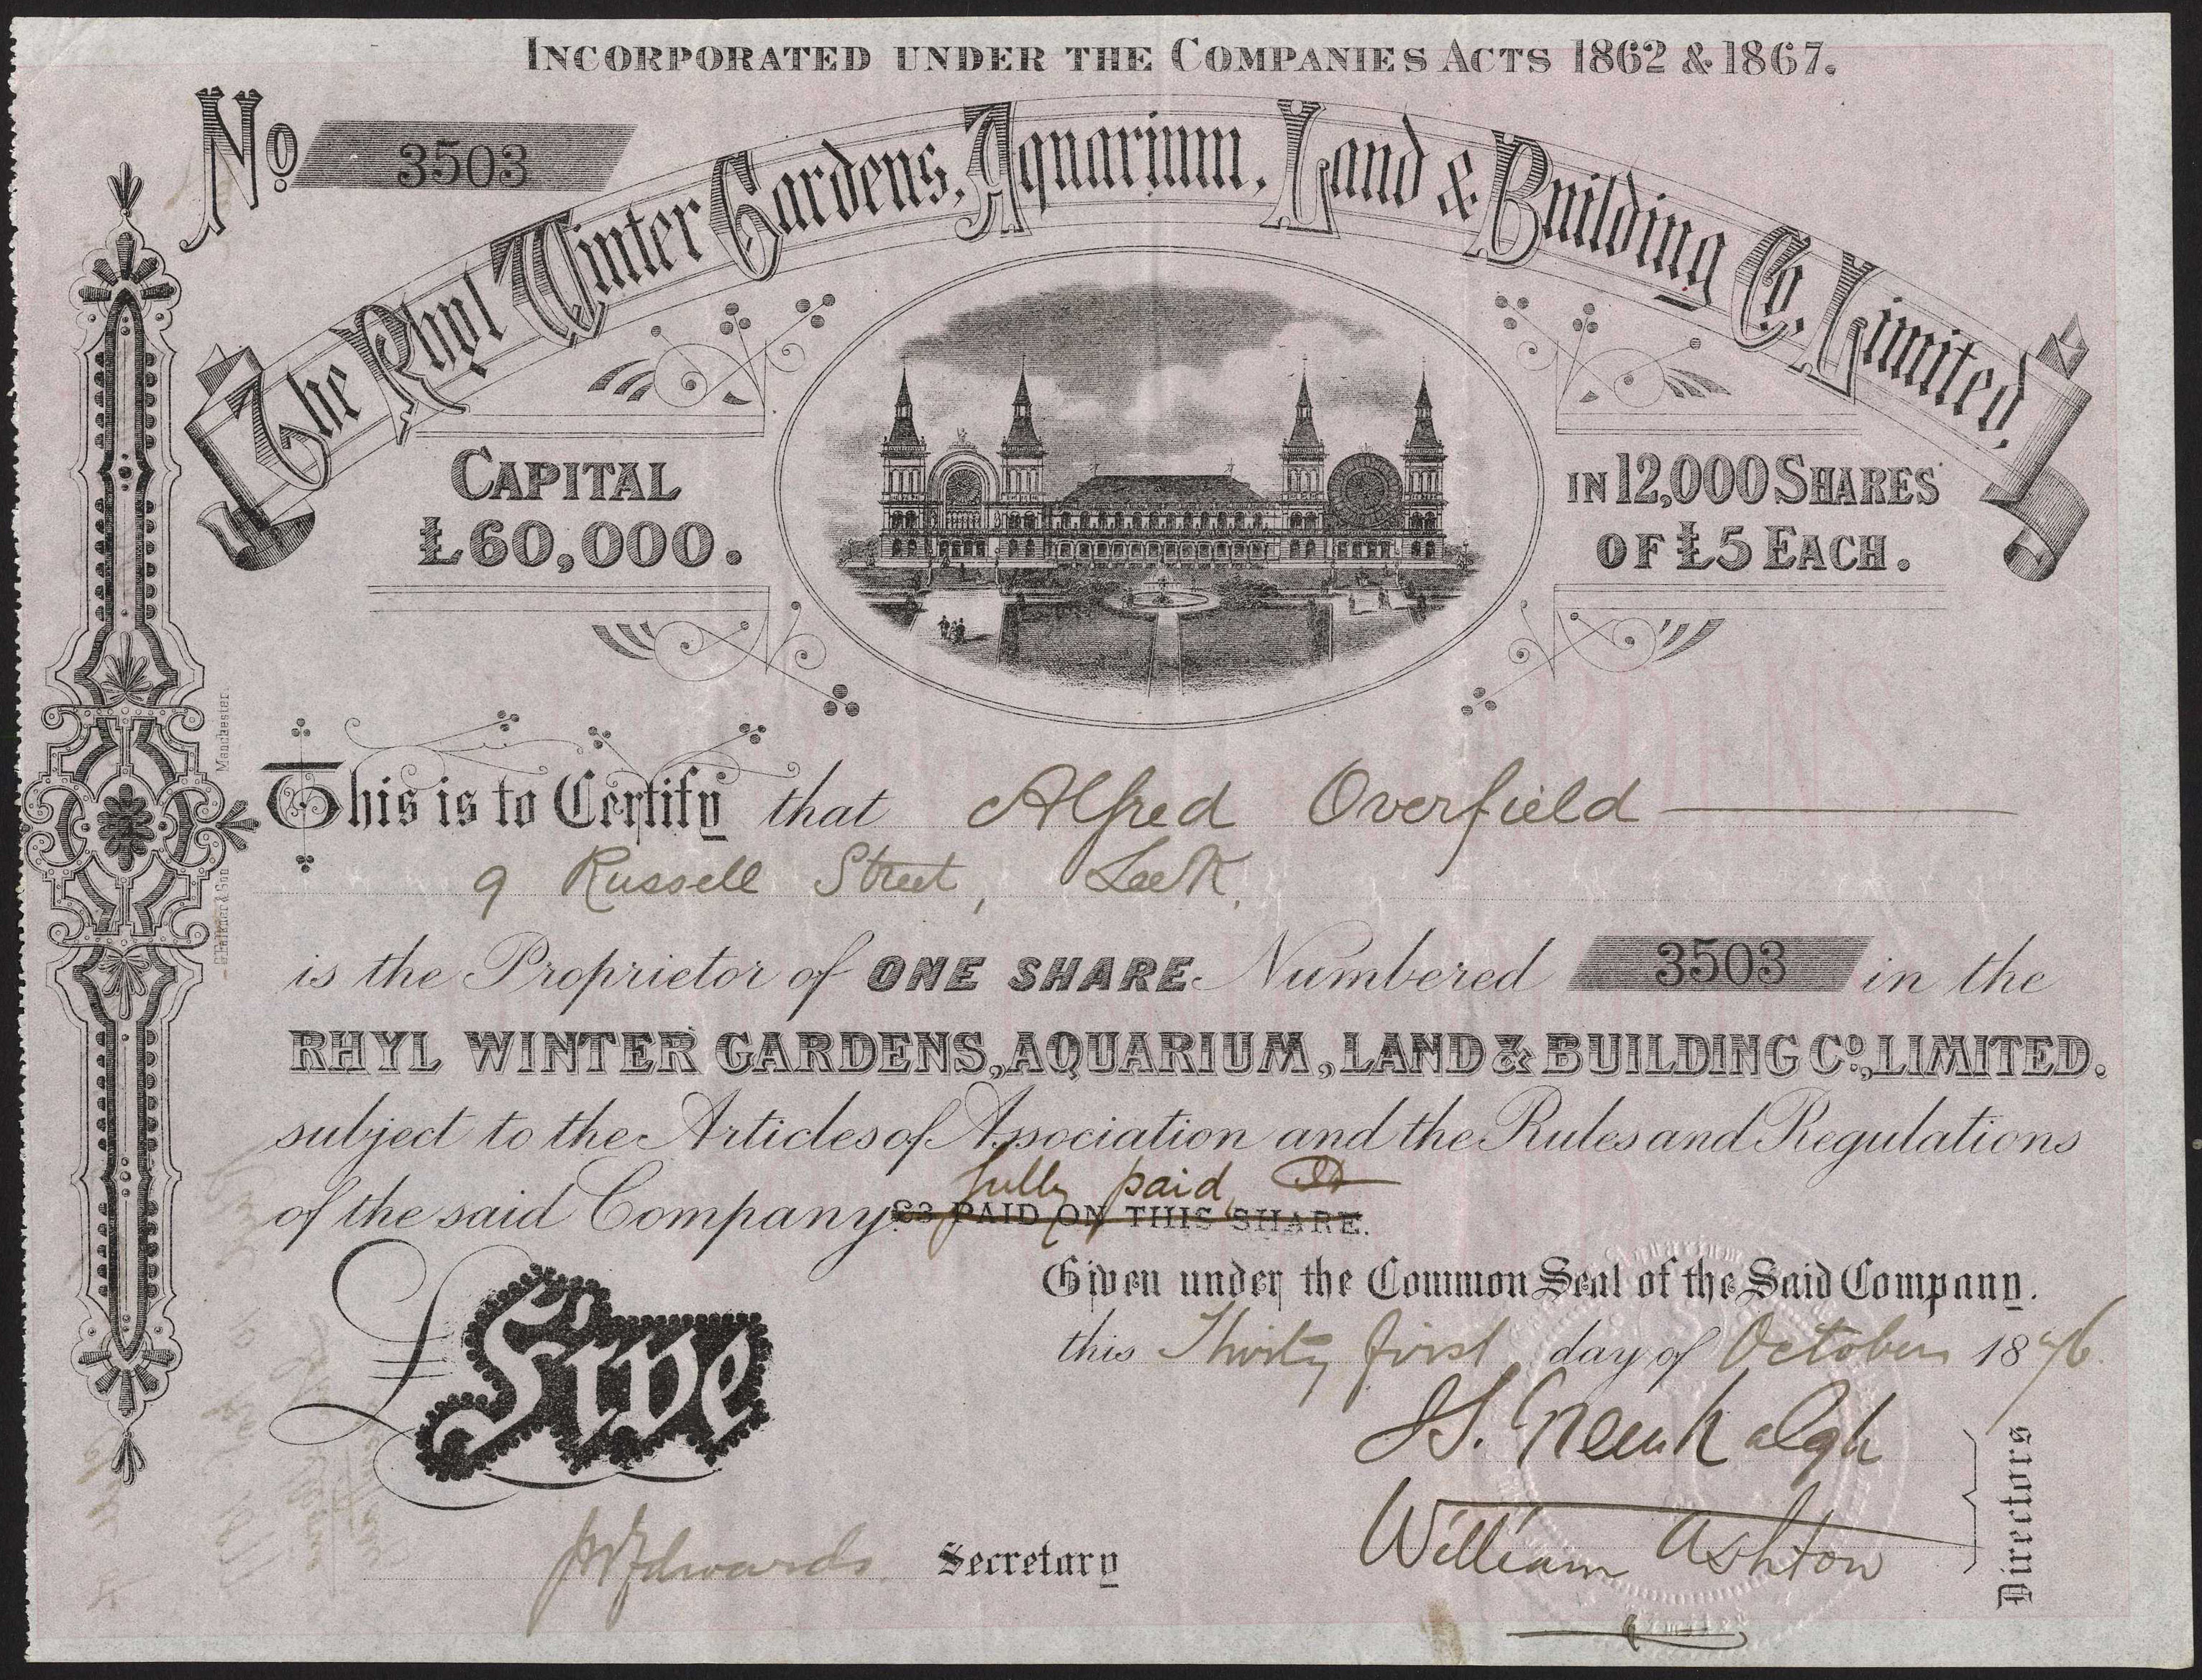 INCORPORATED UNDER THE COMPANIES ACTS 1862 & 1867.
No 3503
The Rhyl Winter Gardens, Aquarium, Land & Building Co. Limited.
CAPITAL
£60,000.
IN 12,000 SHARES
OF £5 EACH.
This is to Certify that Alfred Overfield
9 Russell Street, Leek,
is the Proprietor of ONE SHARE Numbered 3503 in the
RHYL WINTER GARDENS, AQUARIUM, LAND & BUILDING Co., LIMITED.
subject to the Articles of Association and the Rules and Regulations
fully paid,
of the said Company. £3 PAID ON THIS SHARE.
Given under the Common Seal of the Said Company.
this Thirty first day of October 1876
£ Five
William Ashton
Directors
Edwards Secretary
Falkner & Son Manchester.